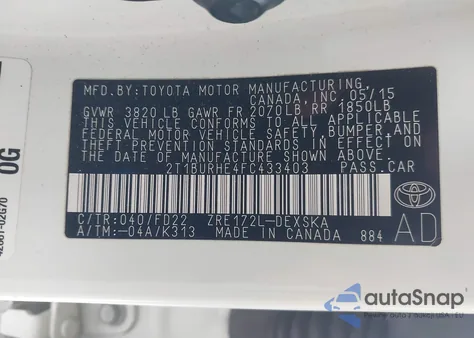 MFD.BY:TOYOTA MOTOR MANUFACTURING
CANADA, INC. 05/15
GVWR 3820 LB GAWR FR 2070LB RR 1850LB
THIS VEHICLE CONFORMS TO ALL APPLICABLE
FEDERAL MOTOR VEHICLE SAFETY, BUMPER, AND
THEFT PREVENTION STANDARDS IN EFFECT ON
THE DATE OF MANUFACTURE SHOWN ABOVE.
2T1BURHE4FC433403 PASS.CAR
C/TR:040/FD22 ZRE172L-DEXSKA
A/TM:-04A/K313 MADE IN CANADA 884
TOYOTA
AD
0G
autoSnap